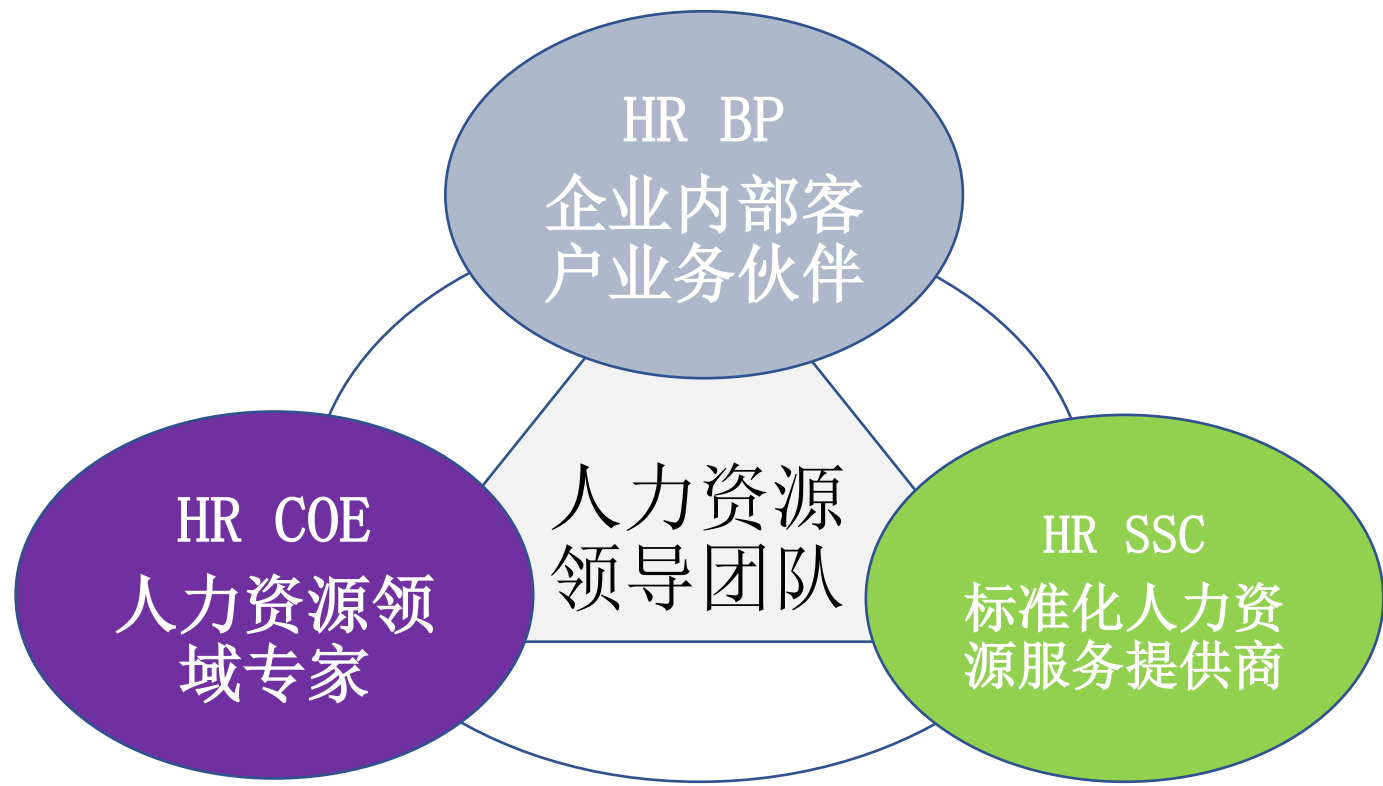 HR BP
企业内部客
户业务伙伴
HR COE
人力资源领
域专家
人力资源
领导团队
HR SSC
标准化人力资
源服务提供商